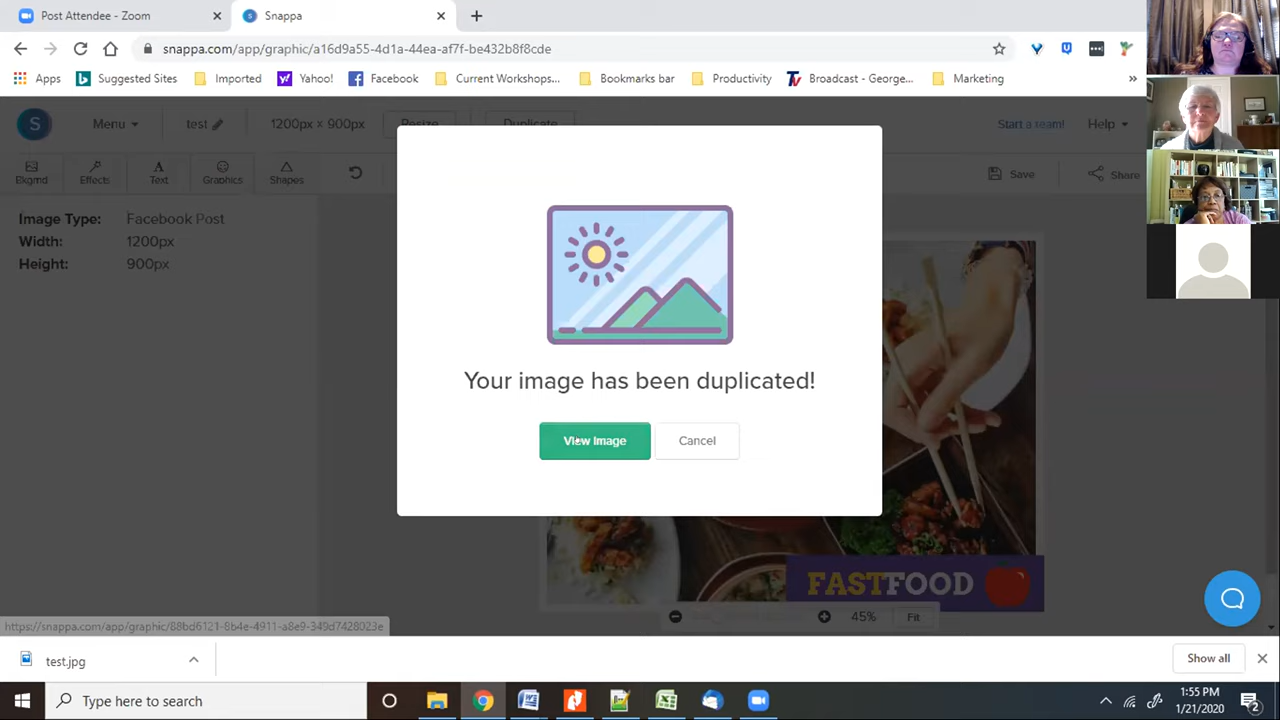 Post Attendee - Zoom
Snappa
snappa.com/app/graphic/a16d9a55-4d1a-44ea-af7f-be432b8f8cde
Apps Suggested Sites Imported Yahoo! Facebook Current Workshops... Bookmarks bar Productivity Broadcast - George... Marketing
S Menu test 1200px × 900px Resize Duplicate Start a team! Help
Bkgrnd Effects Text Graphics Shapes Save Share
Image Type: Facebook Post
Width: 1200px
Height: 900px
Your image has been duplicated!
View Image Cancel
FASTFOOD
45% Fit
https://snappa.com/app/graphic/88bd6121-8b4e-4911-a8e9-349d7428023e
test.jpg
Show all
Type here to search
1:55 PM
1/21/2020
2